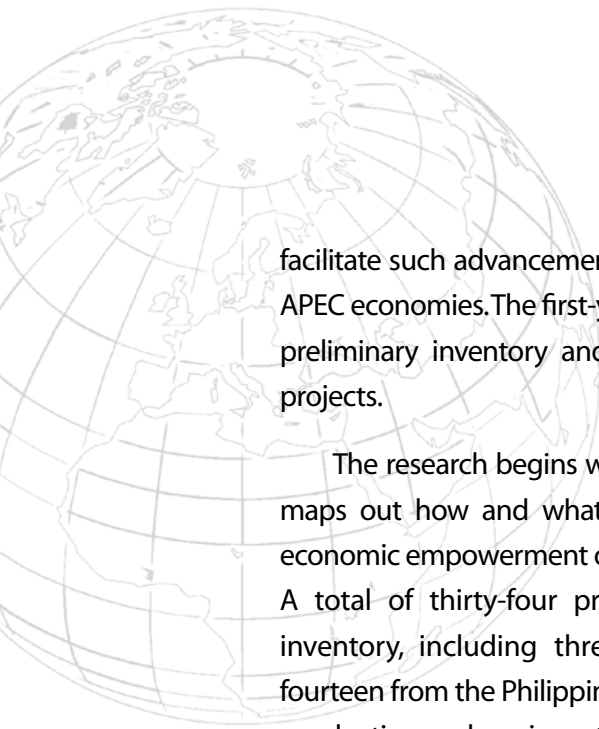 facilitate such advancemen
APEC economies. The first-y
preliminary inventory and
projects.
The research begins w
maps out how and what
economic empowerment o
A total of thirty-four pr
inventory, including thre
fourteen from the Philippin